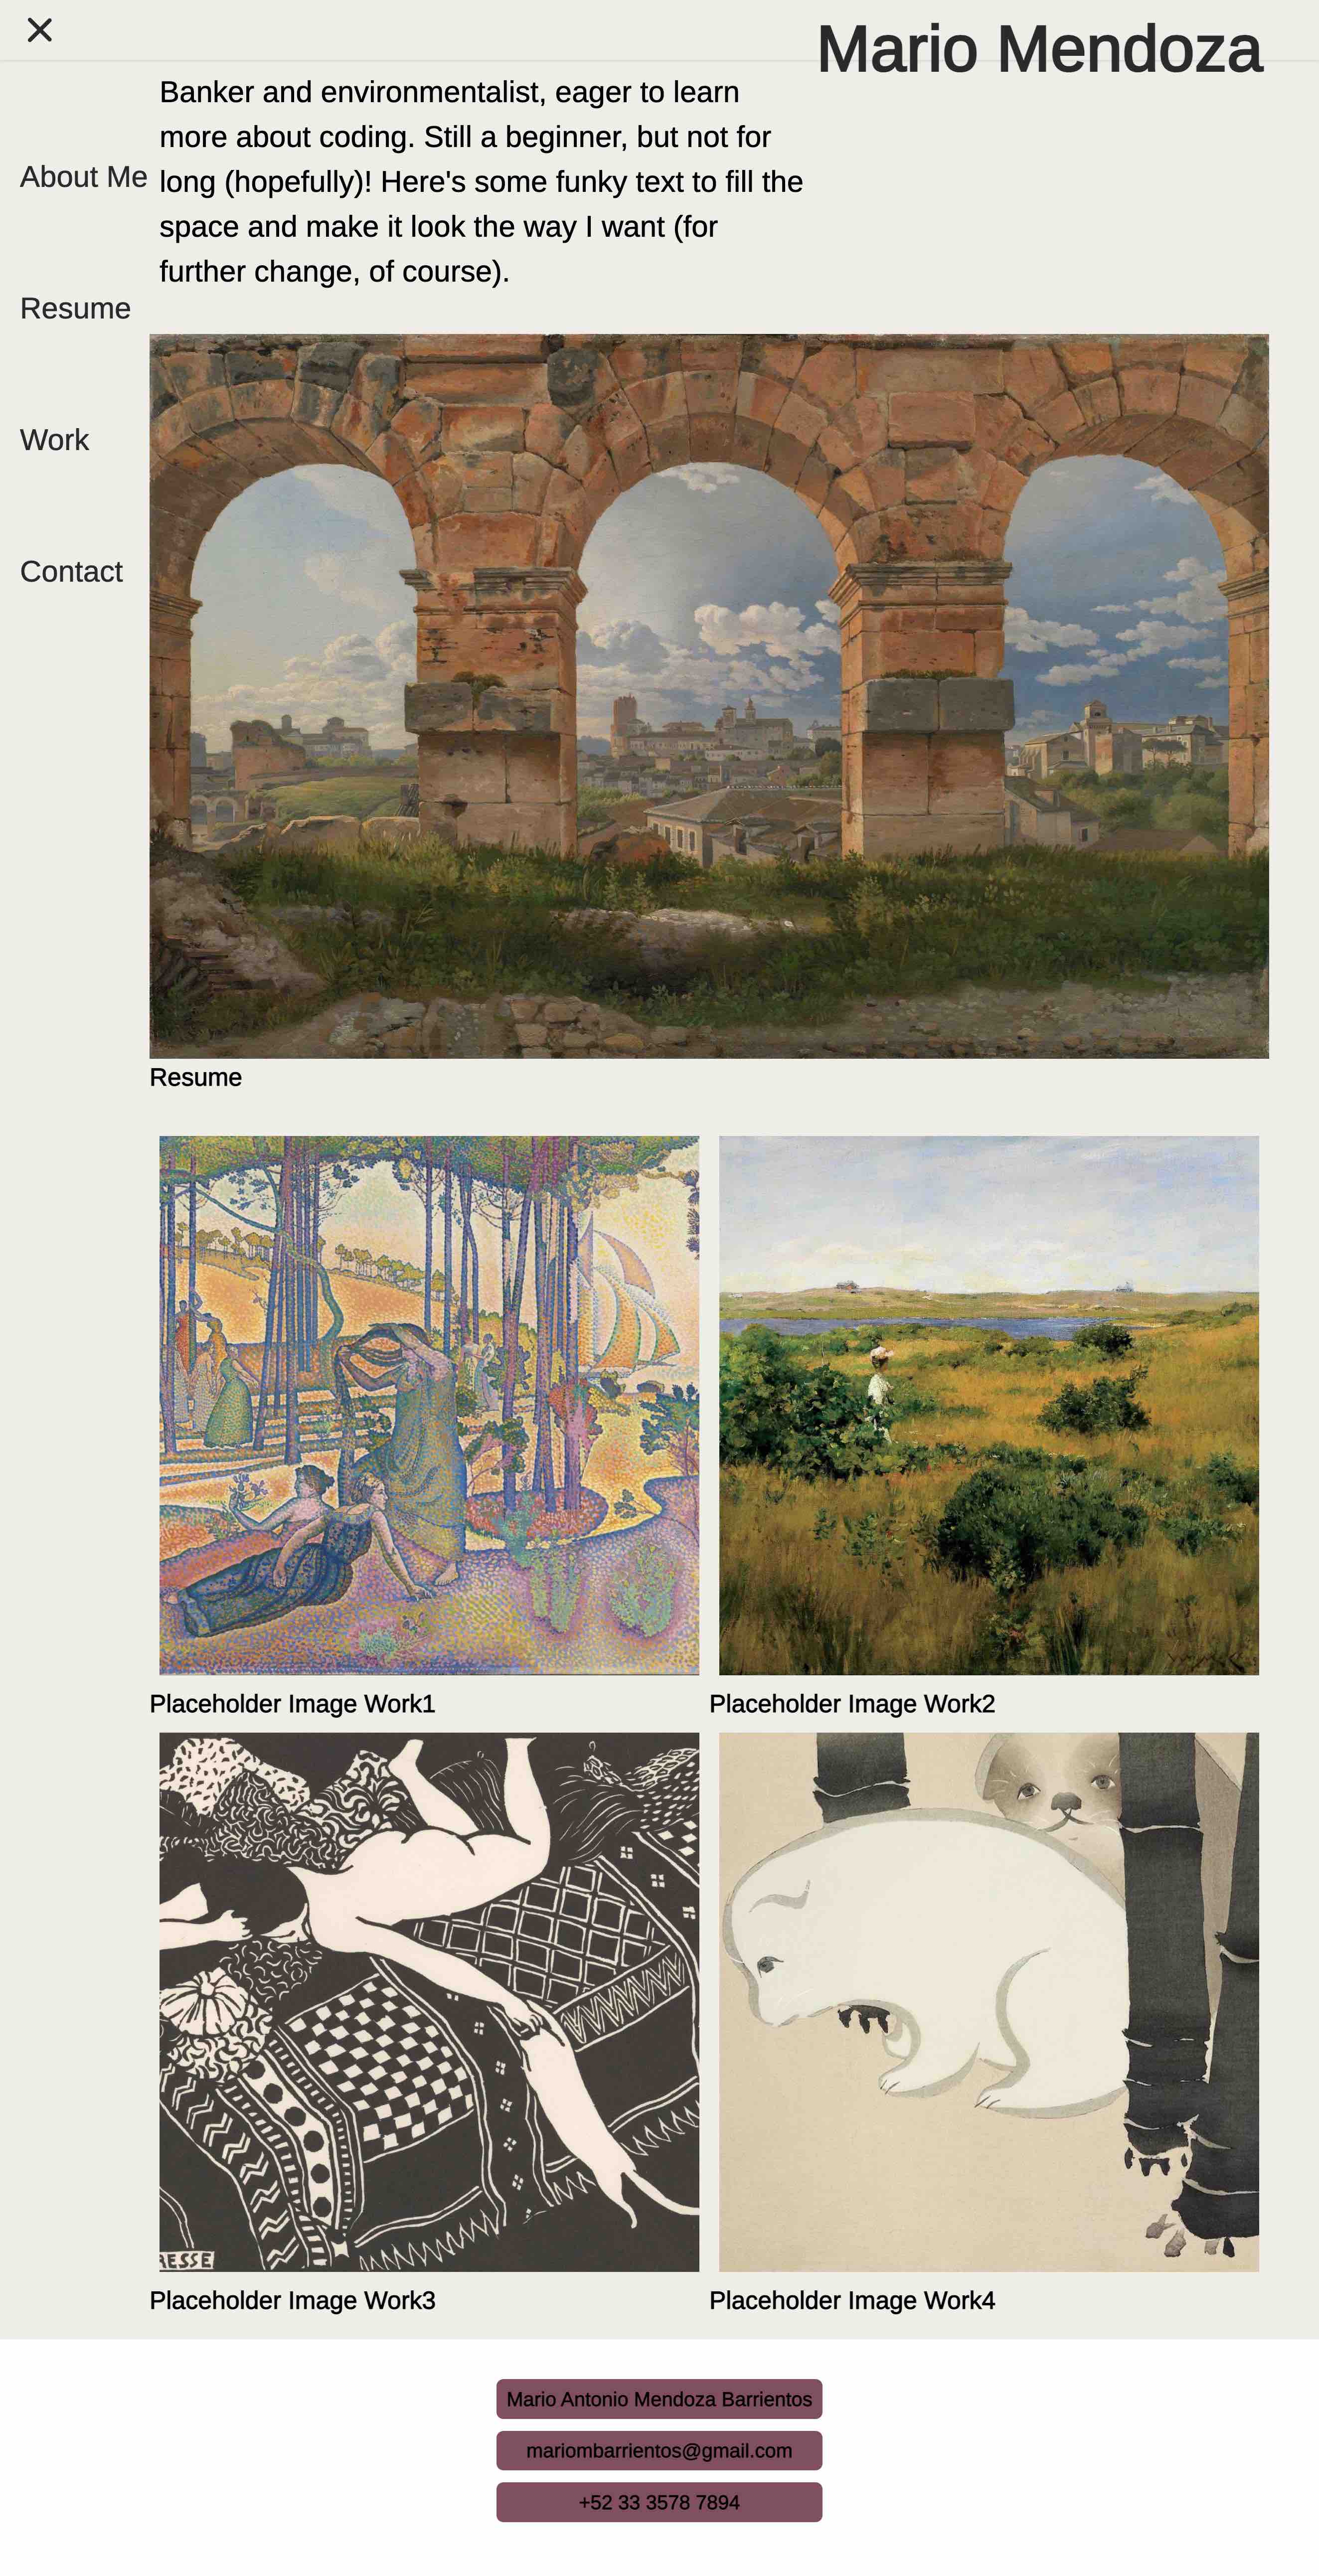 Mario Mendoza
Banker and environmentalist, eager to learn
more about coding. Still a beginner, but not for
long (hopefully)! Here's some funky text to fill the
space and make it look the way I want (for
further change, of course).
About Me
Resume
Work
Contact
Resume
Placeholder Image Work1
Placeholder Image Work2
RESSE
Placeholder Image Work3
Placeholder Image Work4
Mario Antonio Mendoza Barrientos
mariombarrientos@gmail.com
+52 33 3578 7894